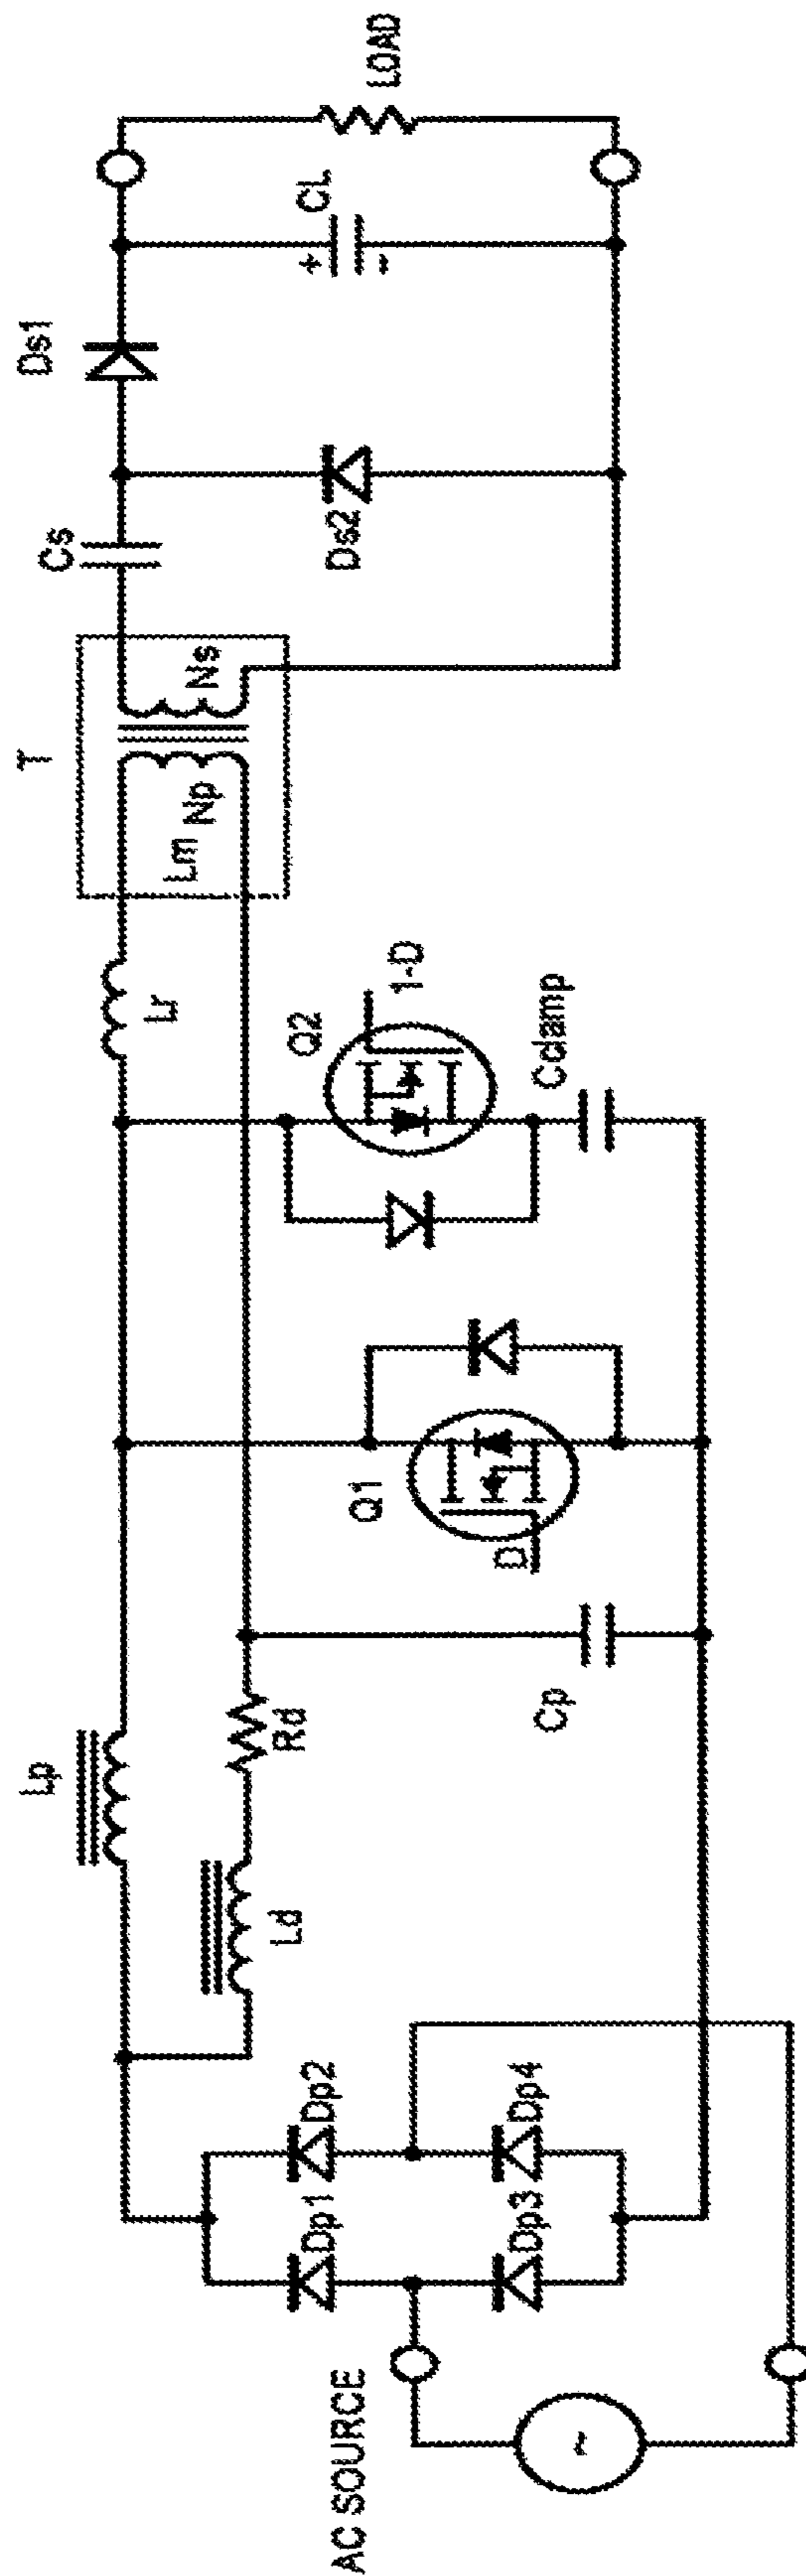 AC SOURCE
~
Dp1
Dp2
Dp3
Dp4
Lp
Ld
Rd
Cp
Q1
D
Q2
1-D
Cclamp
Lr
T
Lm
Np
Ns
Cs
Ds1
Ds2
+
CL
-
LOAD